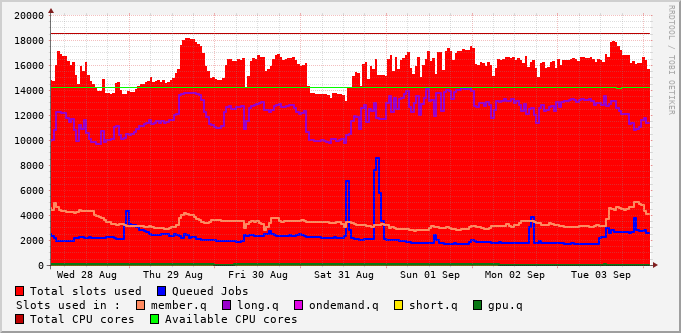 20000
18000
16000
14000
12000
10000
8000
6000
4000
2000
0
Wed 28 Aug Thu 29 Aug Fri 30 Aug Sat 31 Aug Sun 01 Sep Mon 02 Sep Tue 03 Sep
Total slots used Queued Jobs
Slots used in : member.q long.q ondemand.q short.q gpu.q
Total CPU cores Available CPU cores
RRDTOOL / TOBI OETIKER